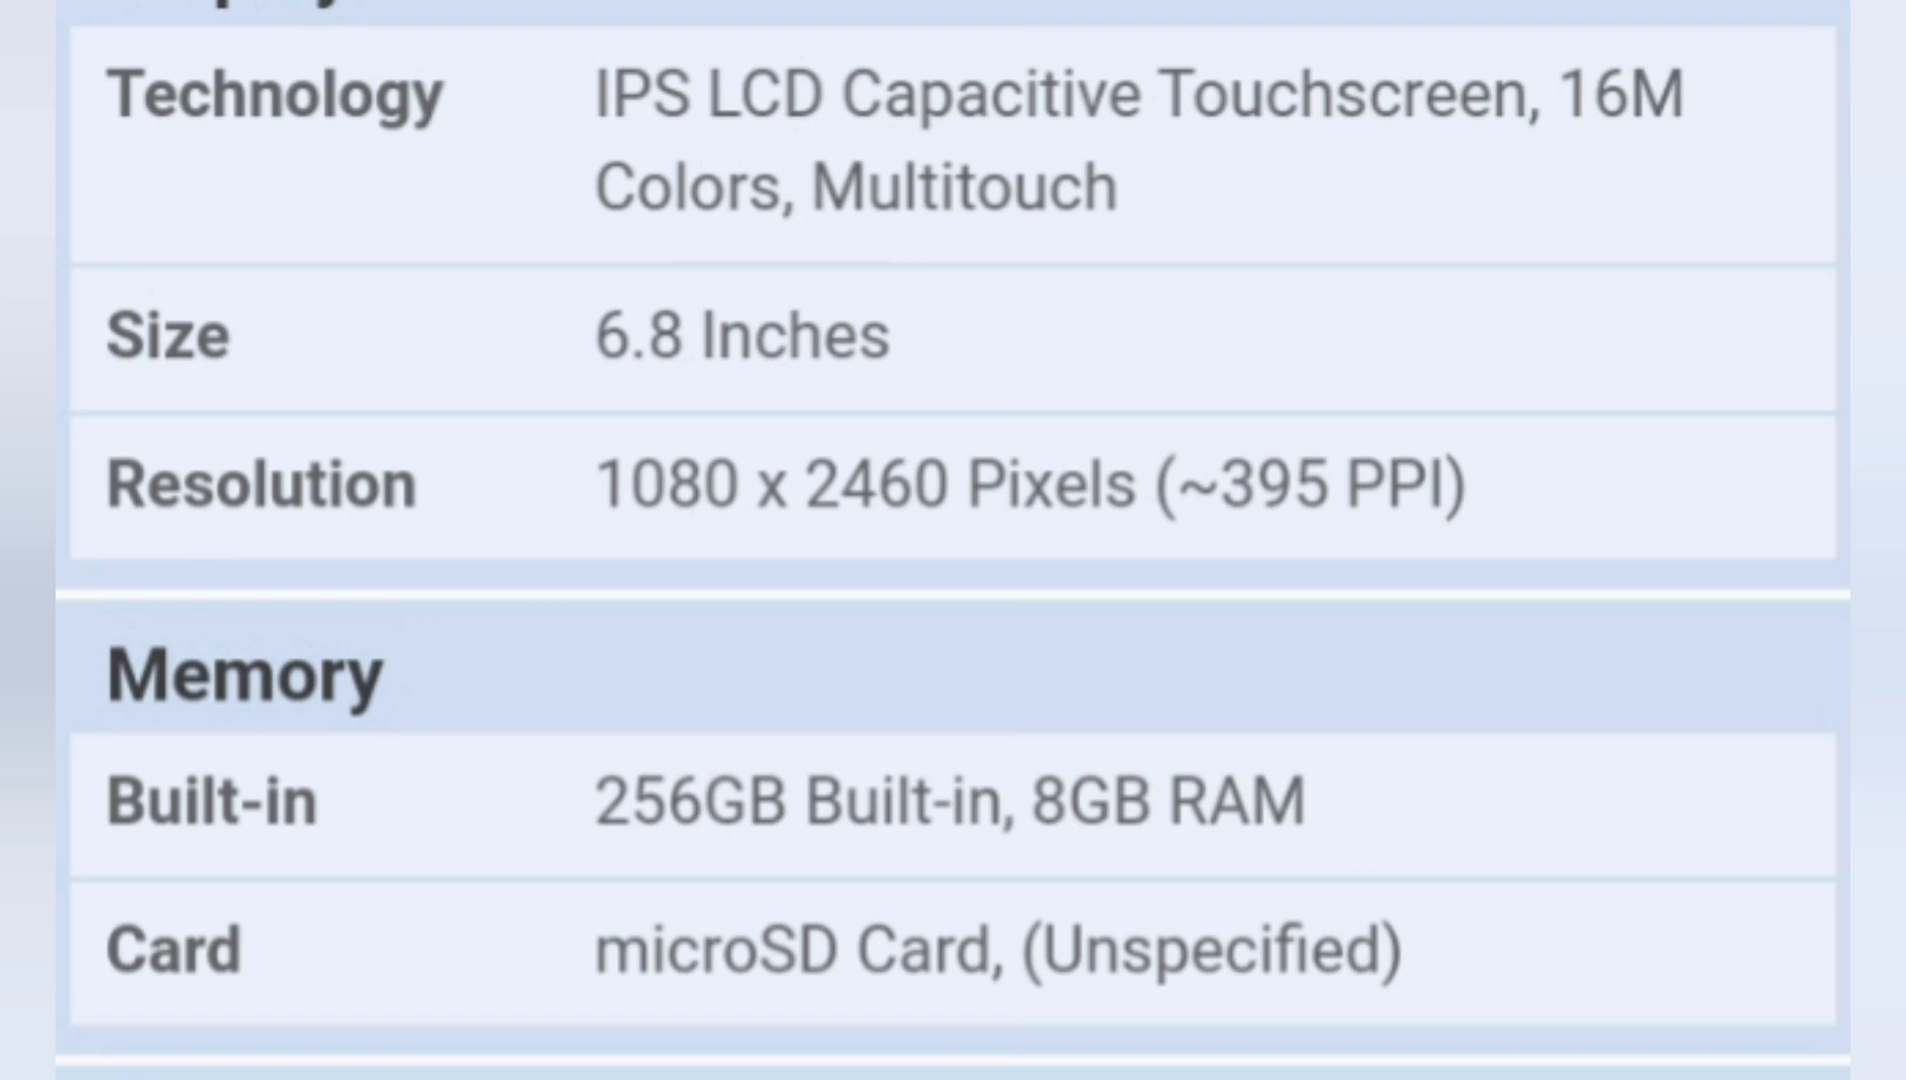 Technology
IPS LCD Capacitive Touchscreen, 16M
Colors, Multitouch
Size
6.8 Inches
Resolution
1080 x 2460 Pixels (~395 PPI)
Memory
Built-in
256GB Built-in, 8GB RAM
Card
microSD Card, (Unspecified)